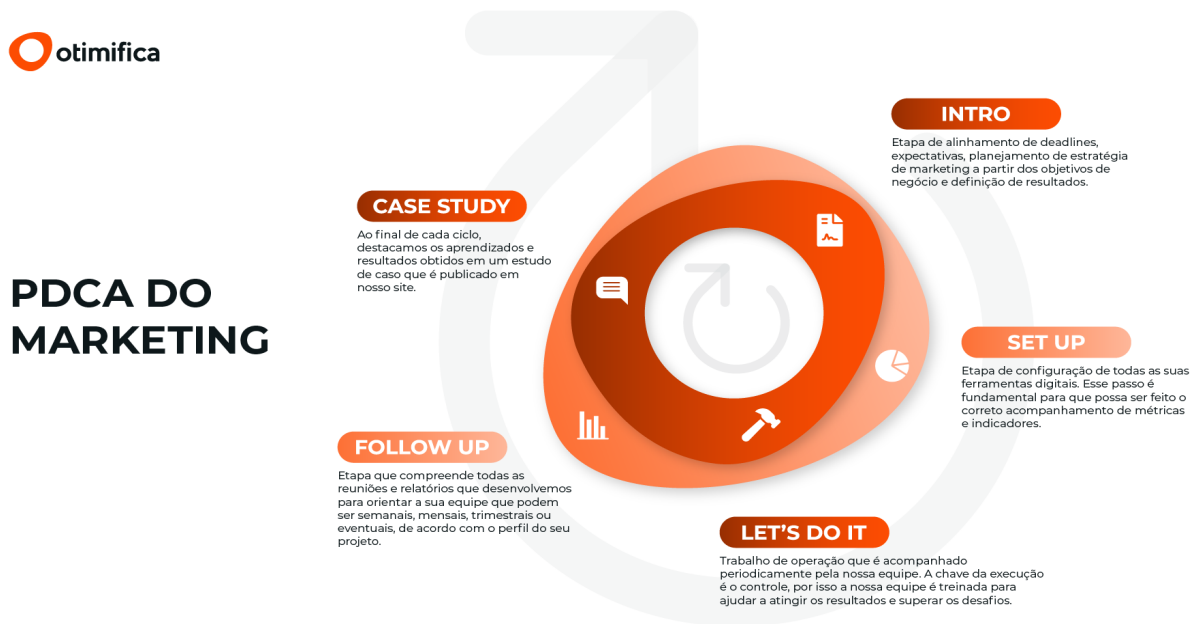 otimifica
PDCA DO
MARKETING
INTRO
Etapa de alinhamento de deadlines,
expectativas, planejamento de estratégia
de marketing a partir dos objetivos de
negócio e definição de resultados.
SET UP
Etapa de configuração de todas as suas
ferramentas digitais. Esse passo é
fundamental para que possa ser feito o
correto acompanhamento de métricas
e indicadores.
LET'S DO IT
Trabalho de operação que é acompanhado
periodicamente pela nossa equipe. A chave da execução
é o controle, por isso a nossa equipe é treinada para
ajudar a atingir os resultados e superar os desafios.
FOLLOW UP
Etapa que compreende todas as
reuniões e relatórios que desenvolvemos
para orientar a sua equipe que podem
ser semanais, mensais, trimestrais ou
eventuais, de acordo com o perfil do seu
projeto.
CASE STUDY
Ao final de cada ciclo,
destacamos os aprendizados e
resultados obtidos em um estudo
de caso que é publicado em
nosso site.